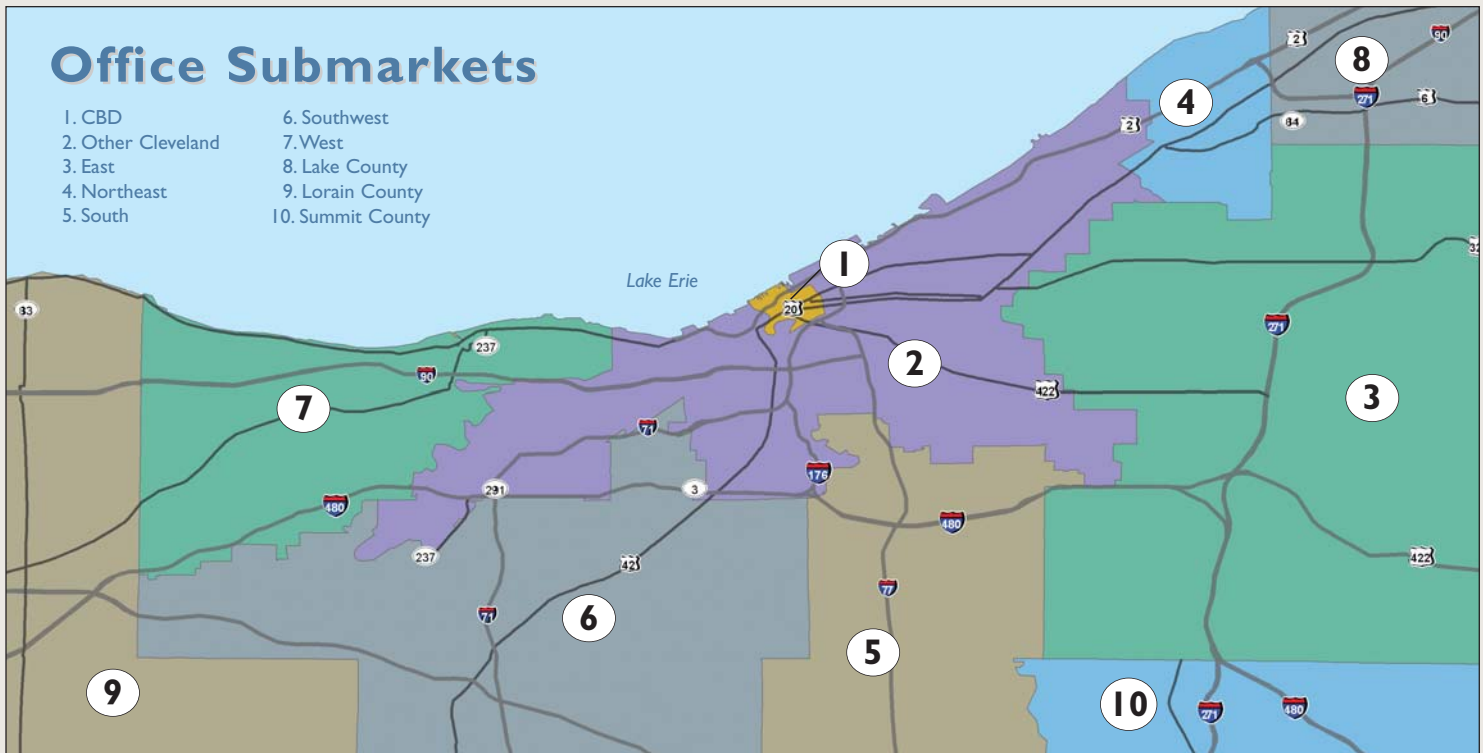 Office Submarkets
1. CBD
2. Other Cleveland
3. East
4. Northeast
5. South
6. Southwest
7. West
8. Lake County
9. Lorain County
10. Summit County
Lake Erie
2
90
8
271
6
84
4
2
1
20
83
237
90
7
271
2
422
3
71
176
291
3
480
480
237
42
422
77
71
6
5
9
10
271
480